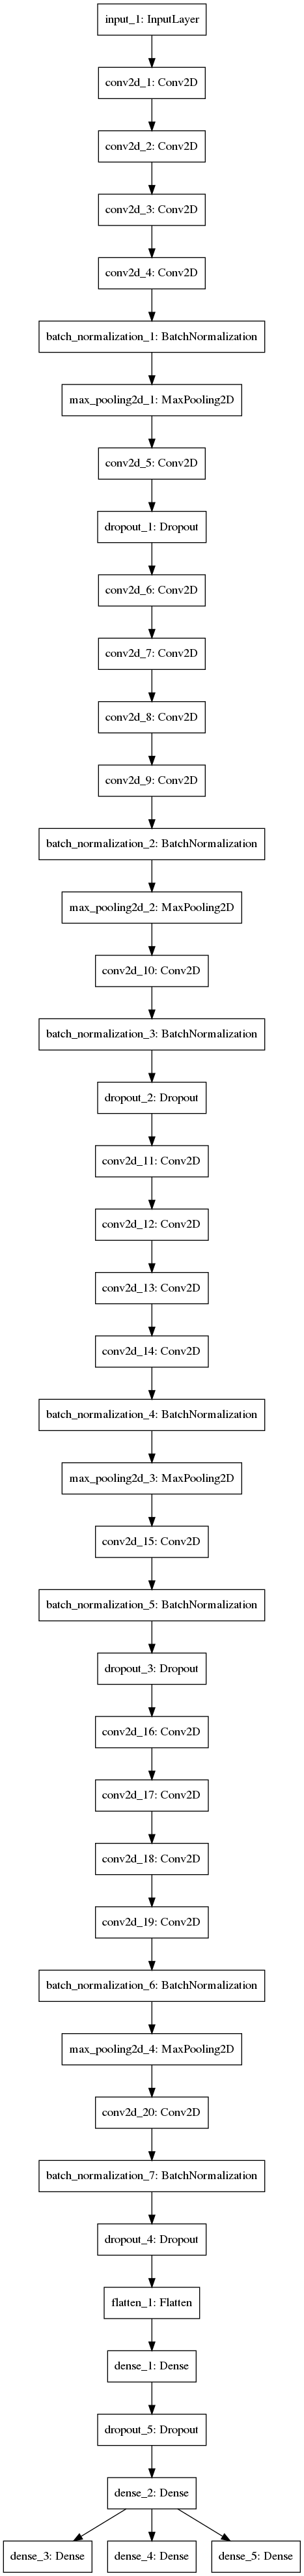 input_1: InputLayer
conv2d_1: Conv2D
conv2d_2: Conv2D
conv2d_3: Conv2D
conv2d_4: Conv2D
batch_normalization_1: BatchNormalization
max_pooling2d_1: MaxPooling2D
conv2d_5: Conv2D
dropout_1: Dropout
conv2d_6: Conv2D
conv2d_7: Conv2D
conv2d_8: Conv2D
conv2d_9: Conv2D
batch_normalization_2: BatchNormalization
max_pooling2d_2: MaxPooling2D
conv2d_10: Conv2D
batch_normalization_3: BatchNormalization
dropout_2: Dropout
conv2d_11: Conv2D
conv2d_12: Conv2D
conv2d_13: Conv2D
conv2d_14: Conv2D
batch_normalization_4: BatchNormalization
max_pooling2d_3: MaxPooling2D
conv2d_15: Conv2D
batch_normalization_5: BatchNormalization
dropout_3: Dropout
conv2d_16: Conv2D
conv2d_17: Conv2D
conv2d_18: Conv2D
conv2d_19: Conv2D
batch_normalization_6: BatchNormalization
max_pooling2d_4: MaxPooling2D
conv2d_20: Conv2D
batch_normalization_7: BatchNormalization
dropout_4: Dropout
flatten_1: Flatten
dense_1: Dense
dropout_5: Dropout
dense_2: Dense
dense_3: Dense dense_4: Dense dense_5: Dense